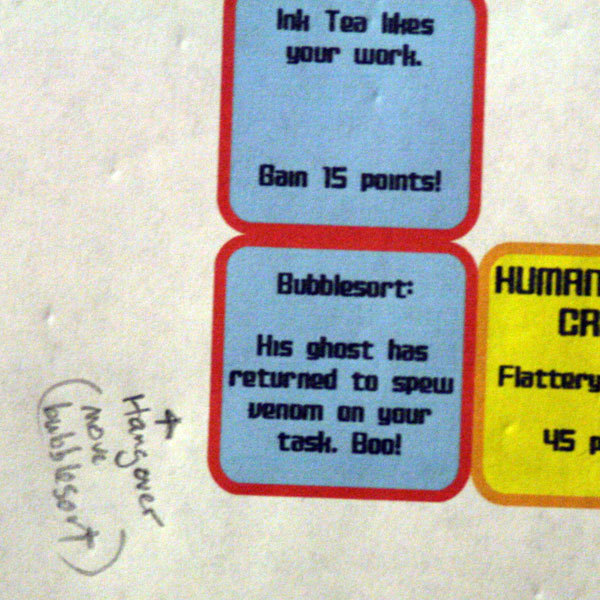 Ink Tea likes
your work.
Gain 15 points!
Bubblesort:
His ghost has
returned to spew
venom on your
task. Boo!
HUMAN
CR
Flattery
45 p
+ Hangover
(move
bubblesort)